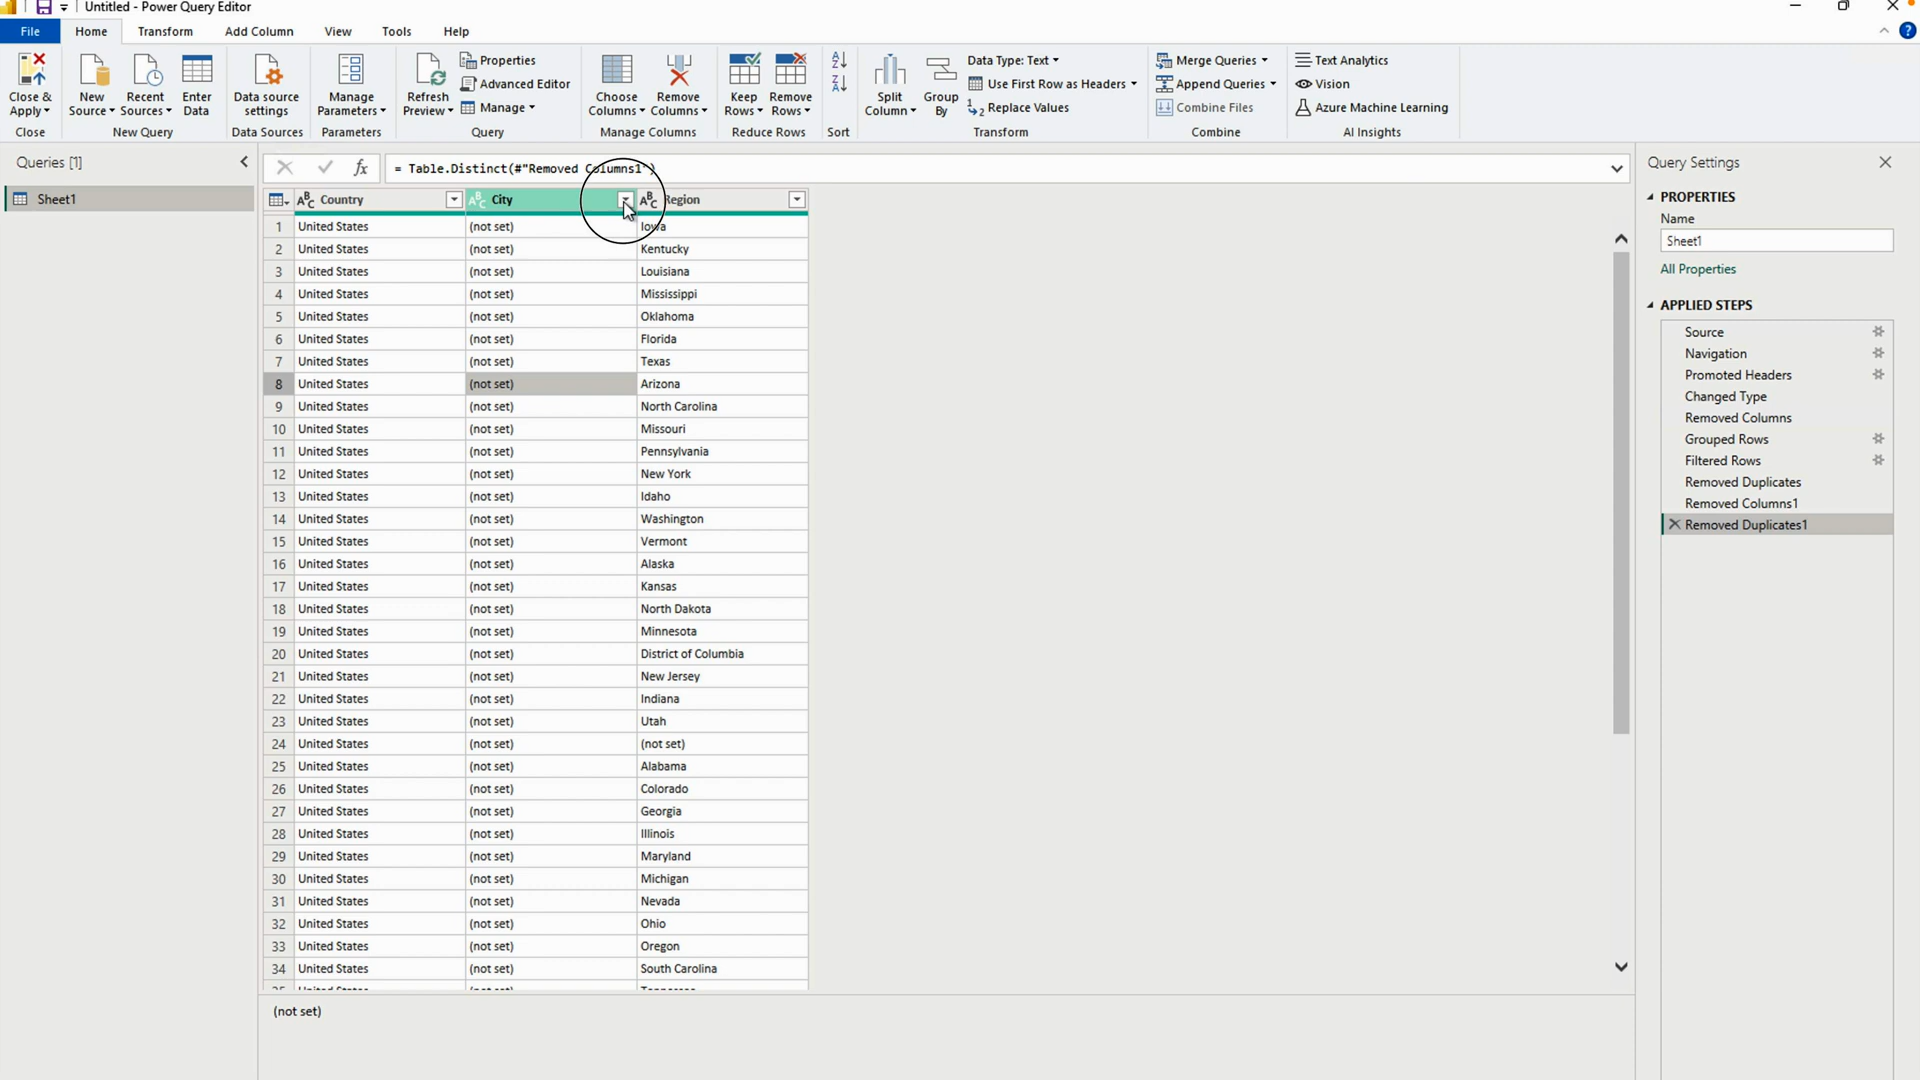 Untitled - Power Query Editor
File Home Transform Add Column View Tools Help
Close & Apply
New Source
Recent Sources
Enter Data
Data source settings
Manage Parameters
Refresh Preview
Properties
Advanced Editor
Manage
Choose Columns
Remove Columns
Keep Rows
Remove Rows
Split Column
Group By
Data Type: Text
Use First Row as Headers
Replace Values
Merge Queries
Append Queries
Combine Files
Text Analytics
Vision
Azure Machine Learning
Close New Query Data Sources Parameters Query Manage Columns Reduce Rows Sort Transform Combine AI Insights
Queries [1]
Sheet1
fx = Table.Distinct(#"Removed Columns1")
Country City Region
1 United States (not set) Iowa
2 United States (not set) Kentucky
3 United States (not set) Louisiana
4 United States (not set) Mississippi
5 United States (not set) Oklahoma
6 United States (not set) Florida
7 United States (not set) Texas
8 United States (not set) Arizona
9 United States (not set) North Carolina
10 United States (not set) Missouri
11 United States (not set) Pennsylvania
12 United States (not set) New York
13 United States (not set) Idaho
14 United States (not set) Washington
15 United States (not set) Vermont
16 United States (not set) Alaska
17 United States (not set) Kansas
18 United States (not set) North Dakota
19 United States (not set) Minnesota
20 United States (not set) District of Columbia
21 United States (not set) New Jersey
22 United States (not set) Indiana
23 United States (not set) Utah
24 United States (not set) (not set)
25 United States (not set) Alabama
26 United States (not set) Colorado
27 United States (not set) Georgia
28 United States (not set) Illinois
29 United States (not set) Maryland
30 United States (not set) Michigan
31 United States (not set) Nevada
32 United States (not set) Ohio
33 United States (not set) Oregon
34 United States (not set) South Carolina
(not set)
Query Settings
PROPERTIES
Name
Sheet1
All Properties
APPLIED STEPS
Source
Navigation
Promoted Headers
Changed Type
Removed Columns
Grouped Rows
Filtered Rows
Removed Duplicates
Removed Columns1
Removed Duplicates1